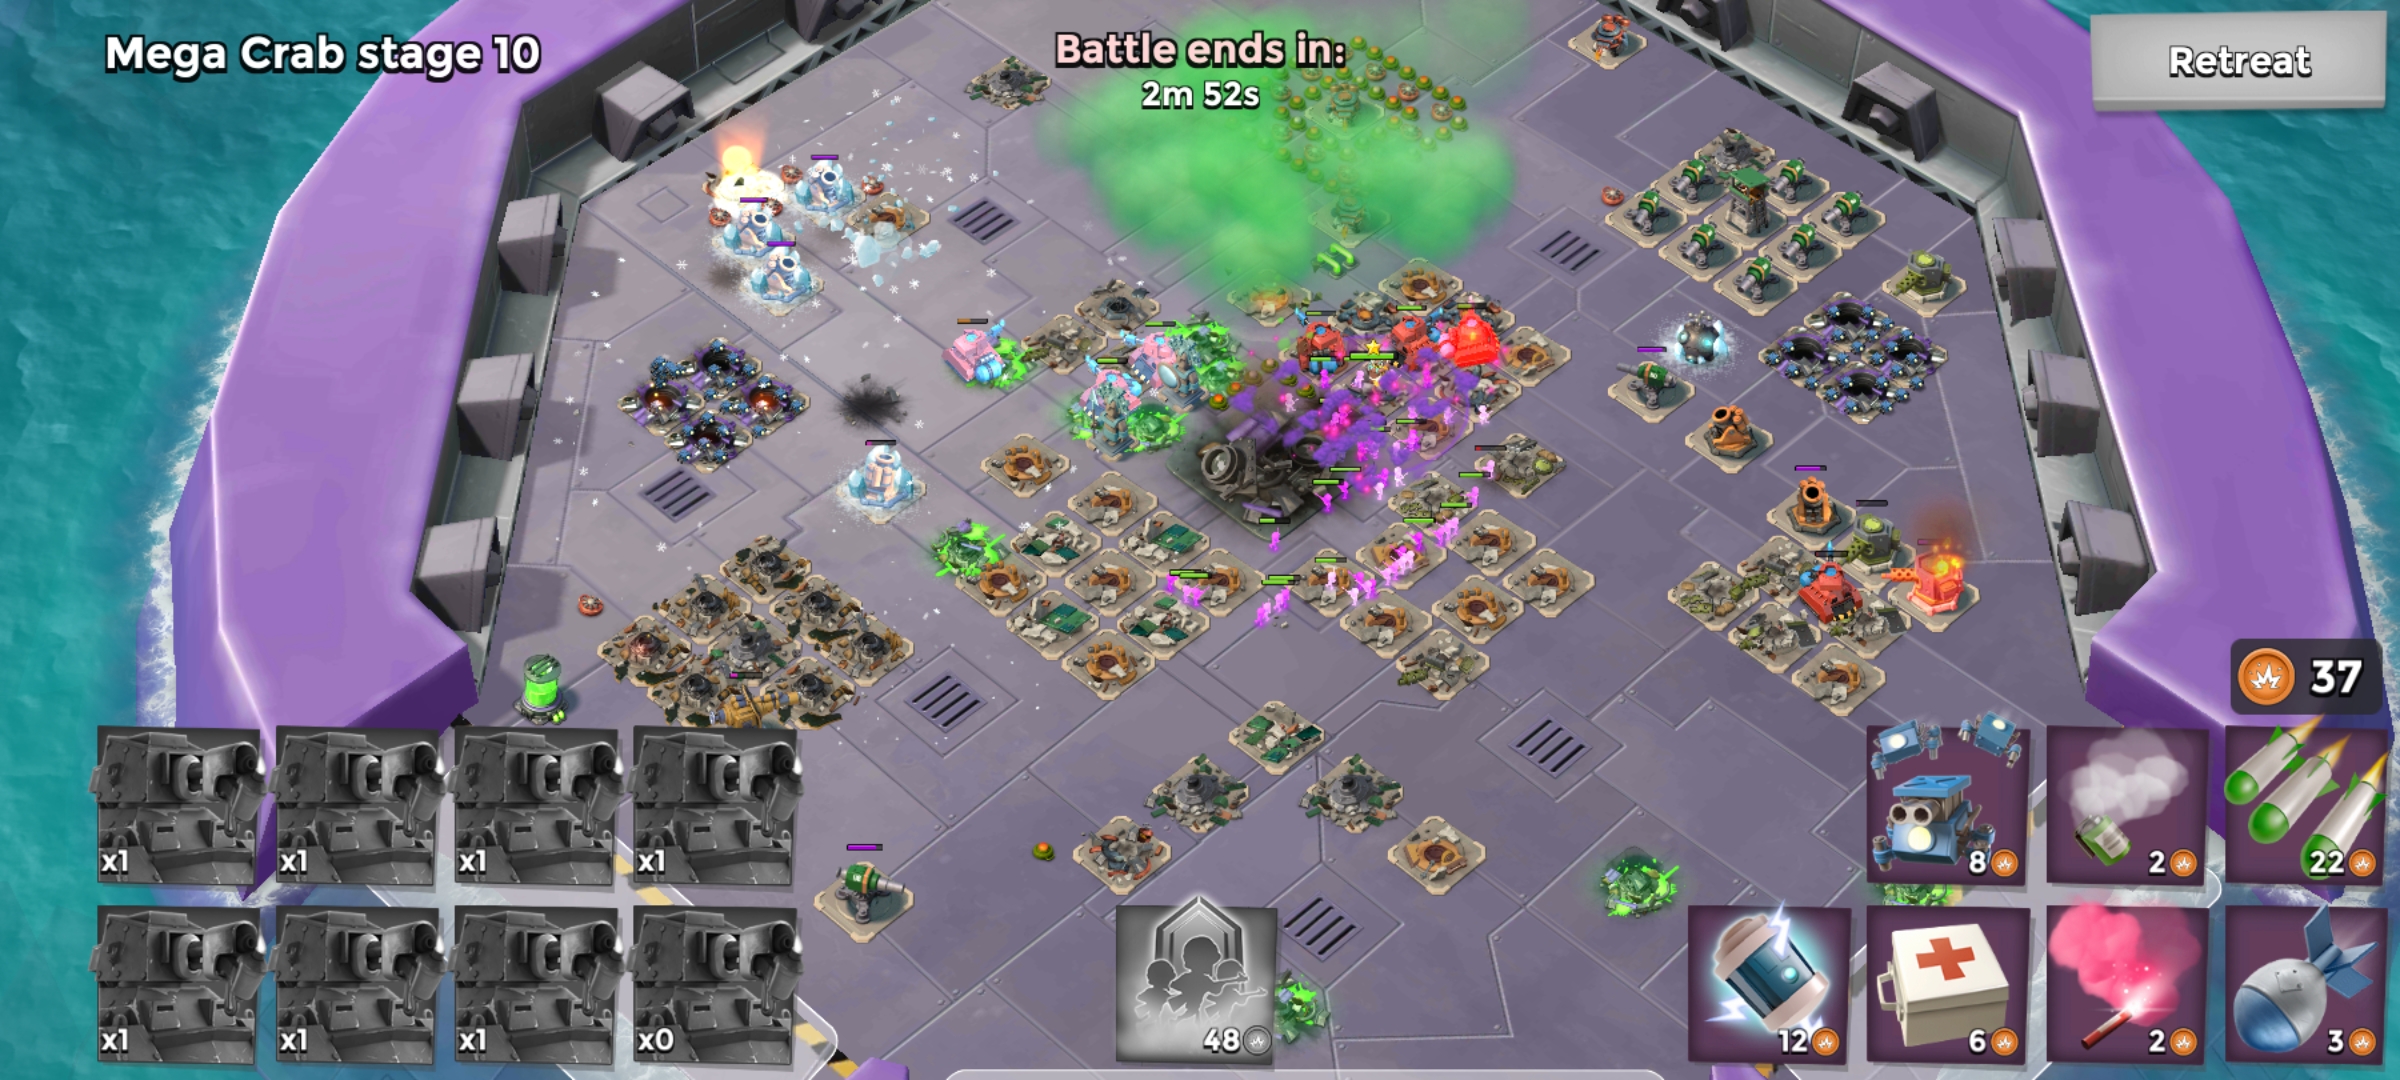 Mega Crab stage 10
Battle ends in:
2m 52s
Retreat
37
x1
x1
x1
x1
8
2
22
x1
x1
x1
x0
48
12
6
2
3